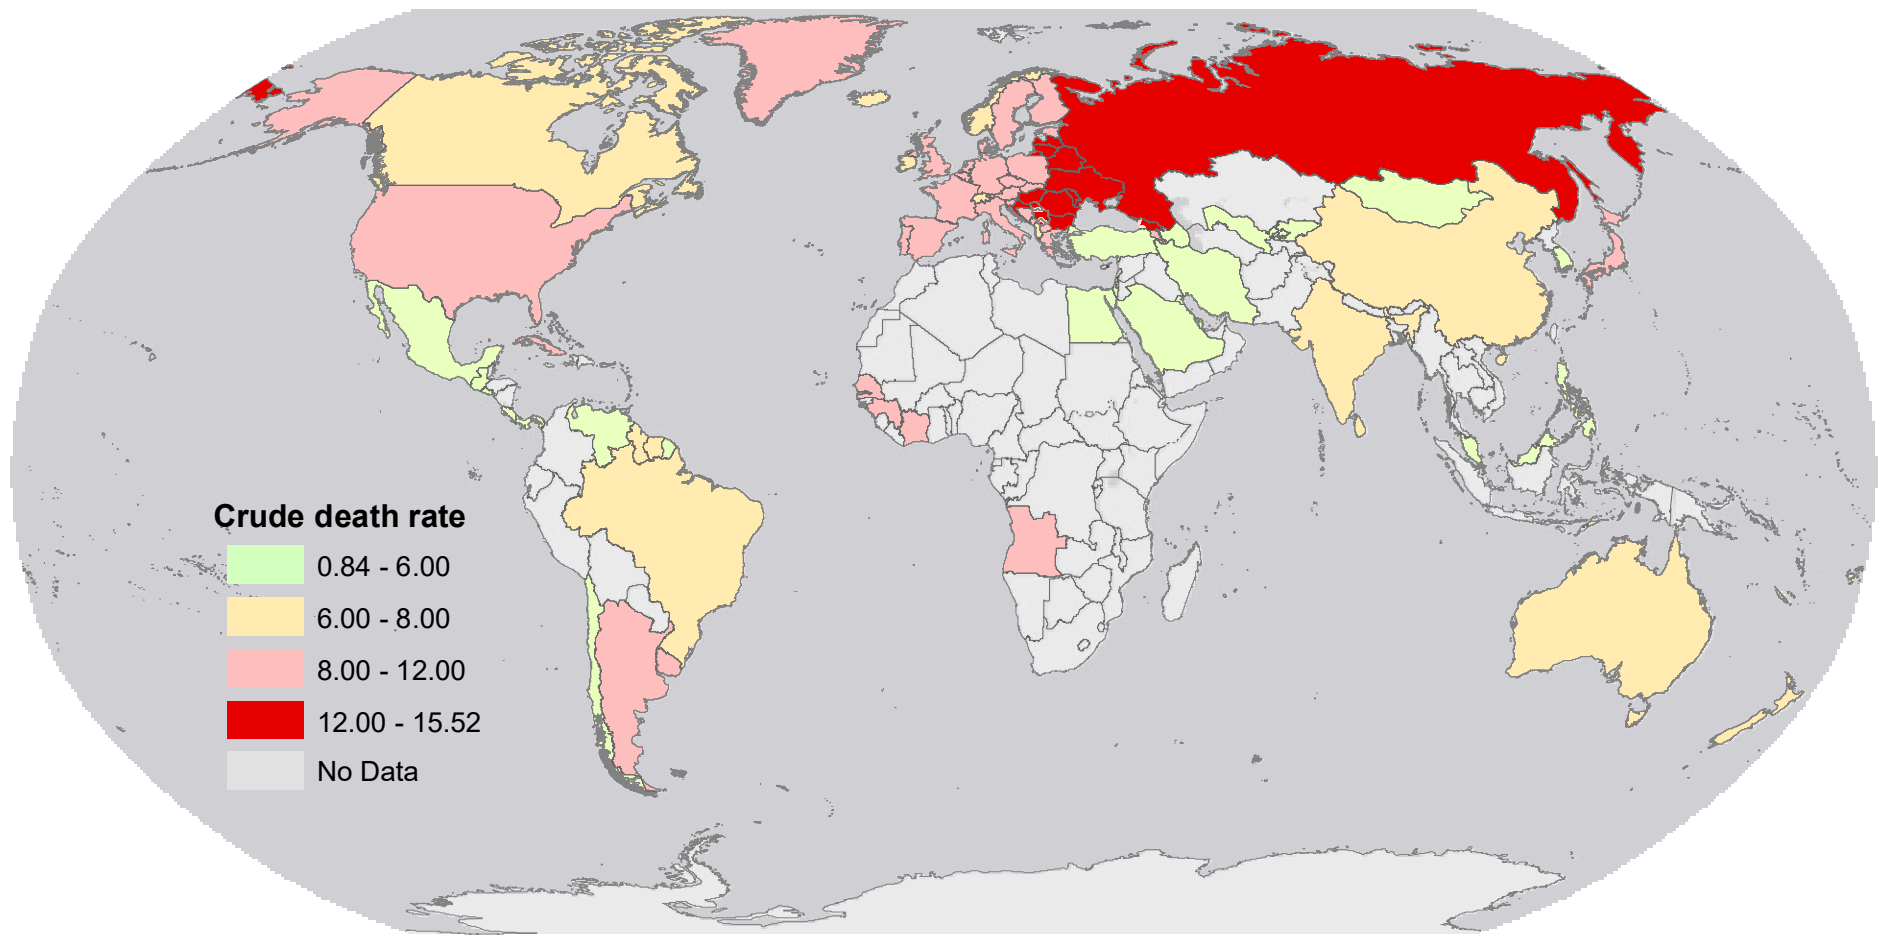 Crude death rate
0.84 - 6.00
6.00 - 8.00
8.00 - 12.00
12.00 - 15.52
No Data